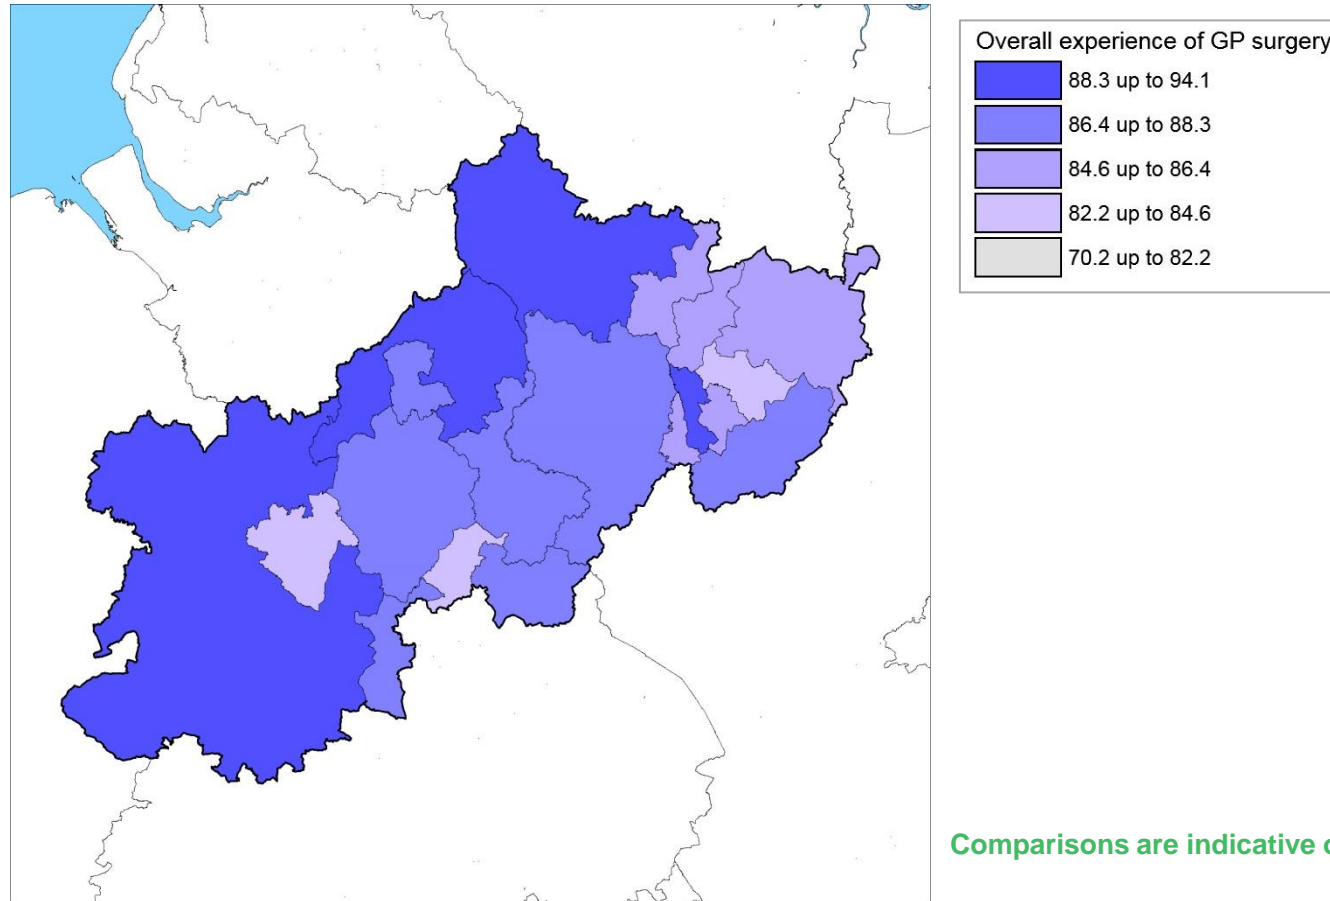 Overall experience of GP surgery
88.3 up to 94.1
86.4 up to 88.3
84.6 up to 86.4
82.2 up to 84.6
70.2 up to 82.2
Comparisons are indicative